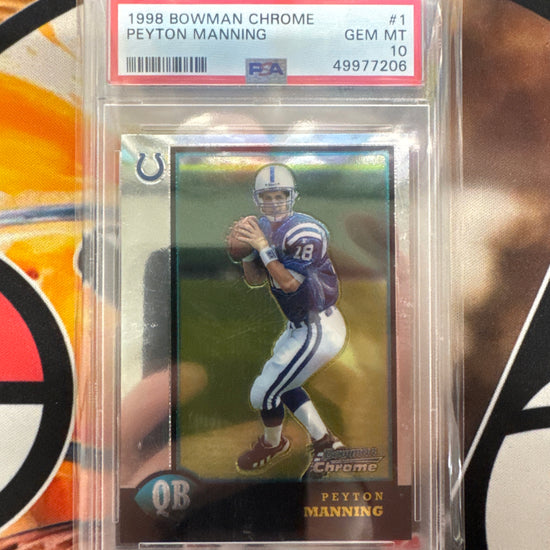 1998 BOWMAN CHROME #1
PEYTON MANNING GEM MT
10
PSA 49977206
18
BOWMAN
Chrome
QB
PEYTON
MANNING